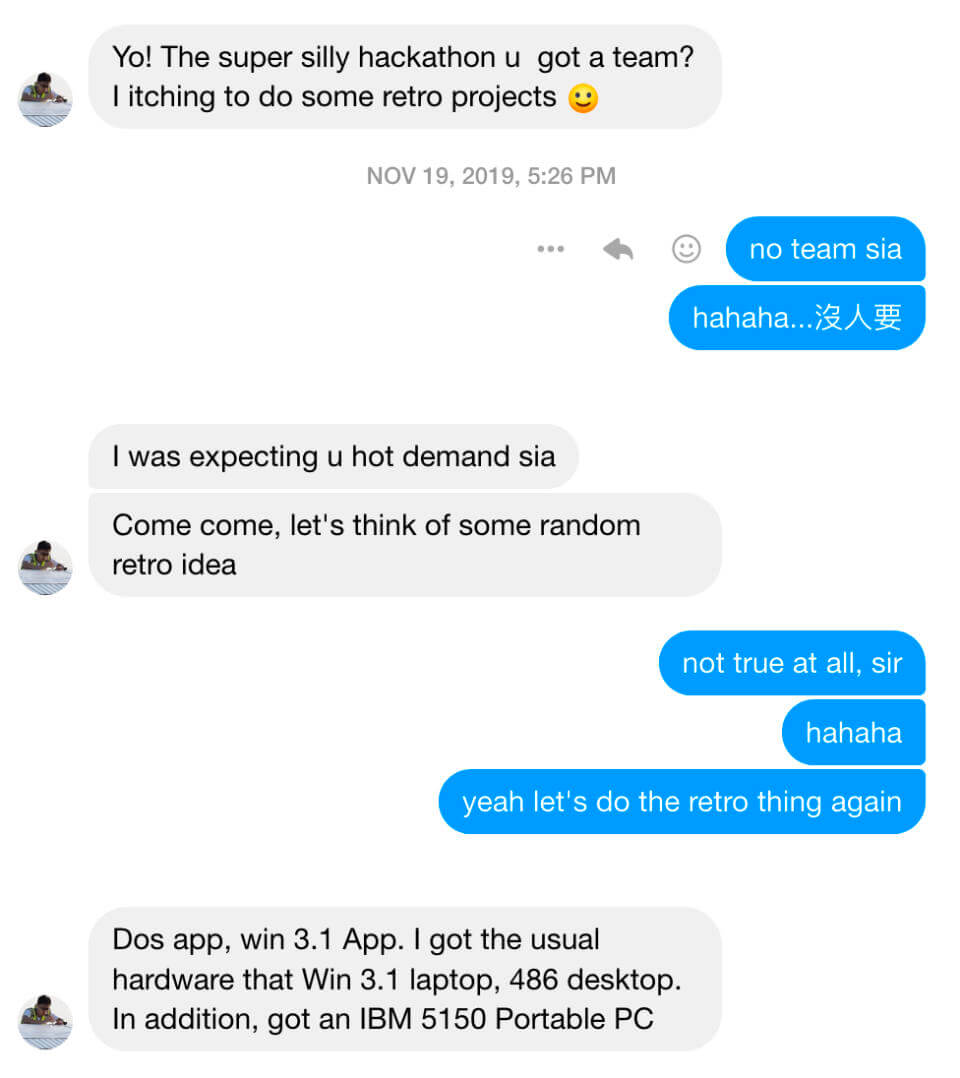 Yo! The super silly hackathon u  got a team?
I itching to do some retro projects 🙂
NOV 19, 2019, 5:26 PM
no team sia
hahaha...沒人要
I was expecting u hot demand sia
Come come, let's think of some random
retro idea
not true at all, sir
hahaha
yeah let's do the retro thing again
Dos app, win 3.1 App. I got the usual
hardware that Win 3.1 laptop, 486 desktop.
In addition, got an IBM 5150 Portable PC